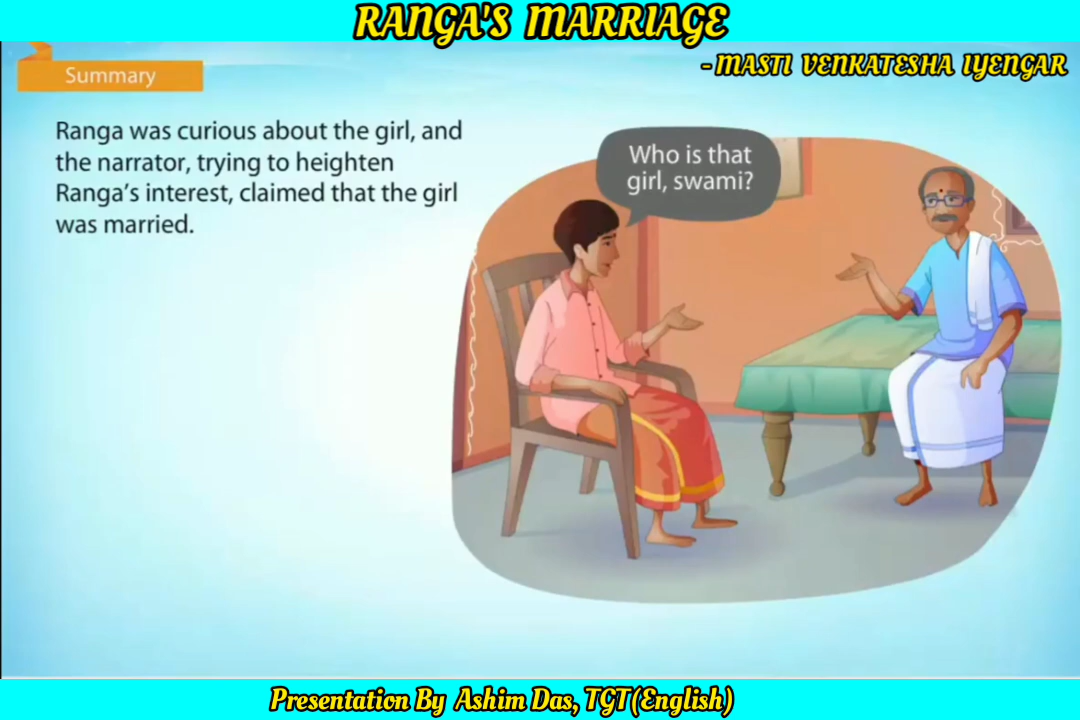 RANGA'S MARRIAGE
- MASTI VENKATESHA IYENGAR
Summary
Ranga was curious about the girl, and
the narrator, trying to heighten
Ranga's interest, claimed that the girl
was married.
Who is that
girl, swami?
Presentation By Ashim Das, TGT(English)